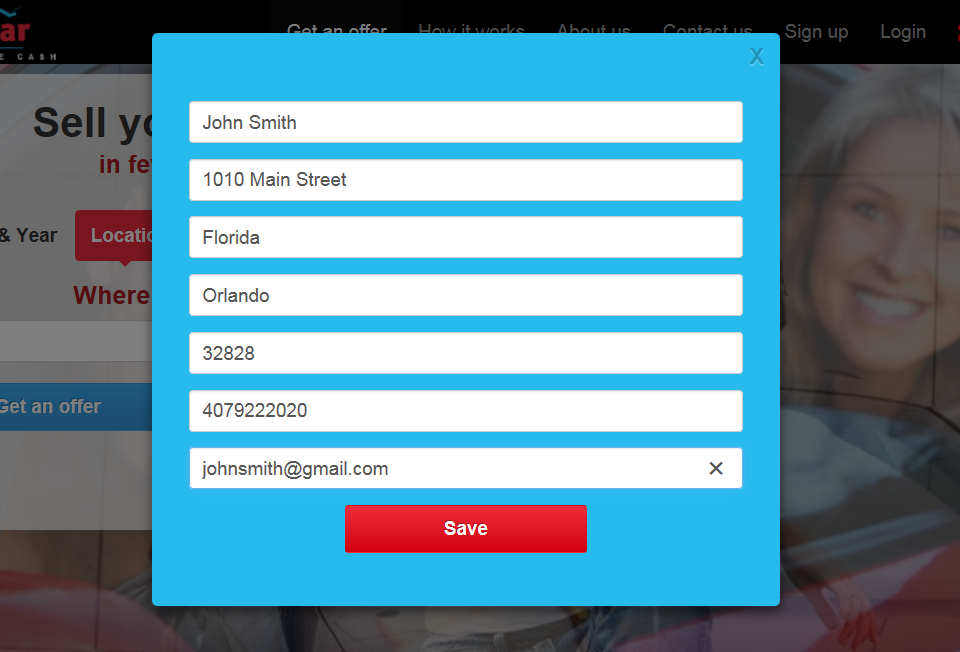 ar
E CASH
Get an offer
How it works
About us
Contact us
Sign up
Login
X
Sell yo
in fe
& Year
Locatio
Where
Get an offer
John Smith
1010 Main Street
Florida
Orlando
32828
4079222020
johnsmith@gmail.com
Save